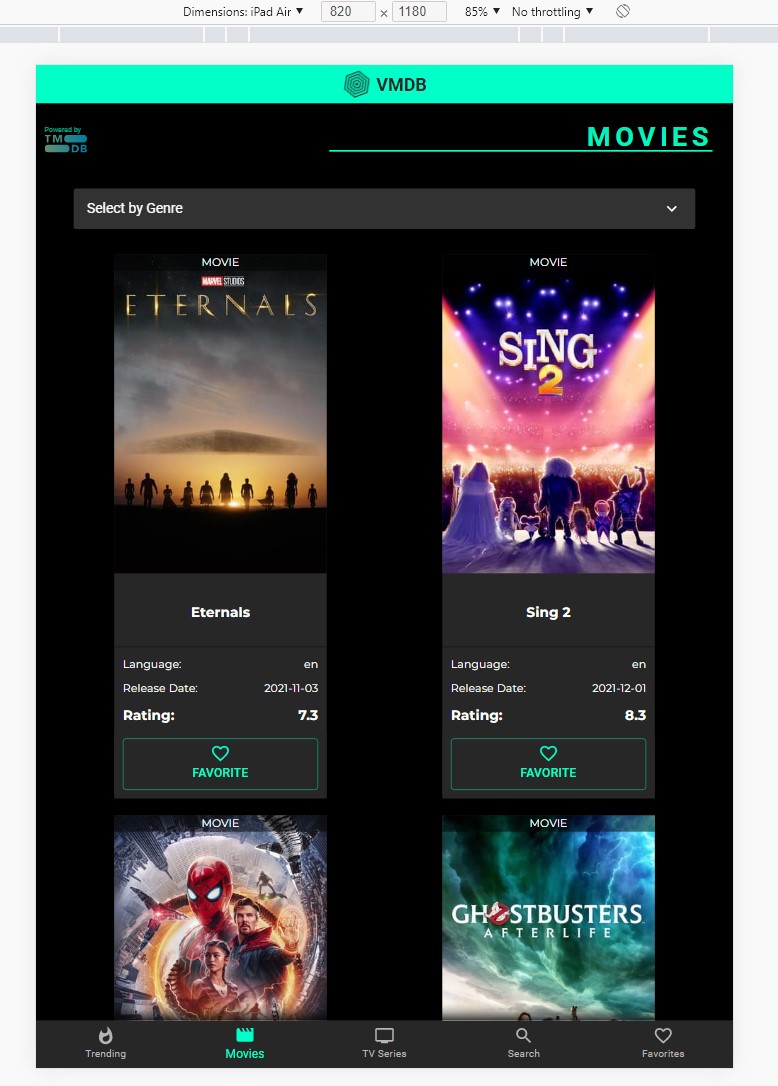 Dimensions: iPad Air ▼ 820 × 1180 85% ▼ No throttling ▼
VMDB
Powered by
TM
DB
MOVIES
Select by Genre
MOVIE
MARVEL STUDIOS
ETERNALS
Eternals
Language: en
Release Date: 2021-11-03
Rating: 7.3
FAVORITE
MOVIE
SING
2
Sing 2
Language: en
Release Date: 2021-12-01
Rating: 8.3
FAVORITE
MOVIE
MOVIE
GHOSTBUSTERS
AFTERLIFE
Trending
Movies
TV Series
Search
Favorites